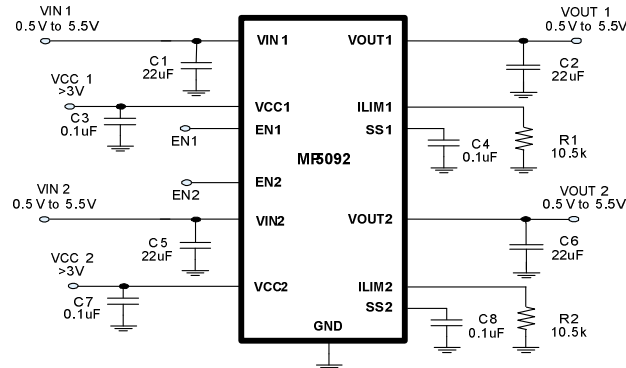 VIN 1
0.5V to 5.5V
C1
22uF
VCC 1
>3V
C3
0.1uF
EN1
EN2
VIN 2
0.5V to 5.5V
C5
22uF
VCC 2
>3V
C7
0.1uF
VIN 1
VCC1
EN1
EN2
VIN2
VCC2
MP5092
GND
VOUT1
ILIM1
SS1
VOUT2
ILIM2
SS2
VOUT 1
0.5V to 5.5V
C2
22uF
C4
0.1uF
R1
10.5k
VOUT 2
0.5V to 5.5V
C6
22uF
C8
0.1uF
R2
10.5k